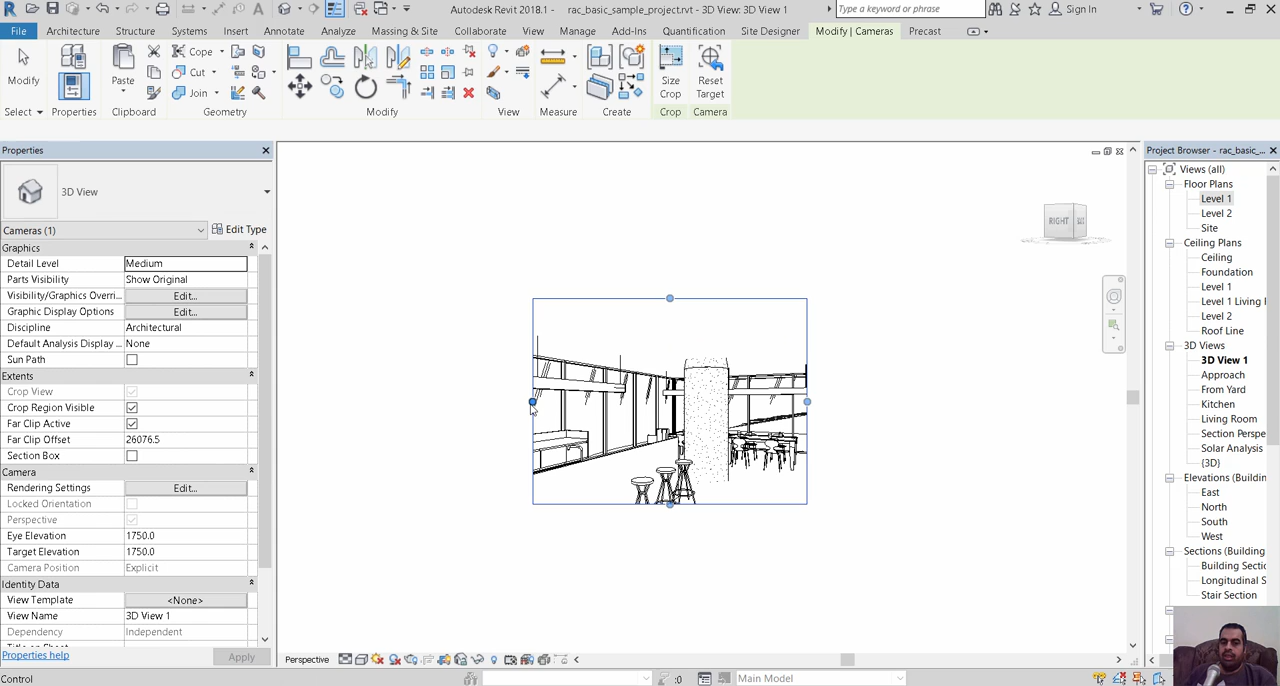 Autodesk Revit 2018.1 - rac_basic_sample_project.rvt - 3D View: 3D View 1
Type a keyword or phrase
Sign In
File Architecture Structure Insert Annotate Analyze Massing & Site Collaborate View Manage Add-Ins Quantification Site Designer Modify | Cameras Precast
Modify
Paste
Cope
Cut
Join
Size Crop
Reset Target
Select Properties Clipboard Geometry Modify View Measure Create Crop Camera
Properties
3D View
Cameras (1)
Edit Type
Graphics
Detail Level Medium
Parts Visibility Show Original
Visibility/Graphics Overri... Edit...
Graphic Display Options Edit...
Discipline Architectural
Default Analysis Display ... None
Sun Path
Extents
Crop View
Crop Region Visible
Far Clip Active
Far Clip Offset 26076.5
Section Box
Camera
Rendering Settings Edit...
Locked Orientation
Perspective
Eye Elevation 1750.0
Target Elevation 1750.0
Camera Position Explicit
Identity Data
View Template <None>
View Name 3D View 1
Dependency Independent
Properties help
Apply
RIGHT
Perspective
Project Browser - rac_basic_...
Views (all)
Floor Plans
Level 1
Level 2
Site
Ceiling Plans
Ceiling
Foundation
Level 1
Level 1 Living
Level 2
Roof Line
3D Views
3D View 1
Approach
From Yard
Kitchen
Living Room
Section Perspe
Solar Analysis
{3D}
Elevations (Buildin
East
North
South
West
Sections (Building
Building Sectio
Longitudinal S
Stair Section
Control
:0
Main Model